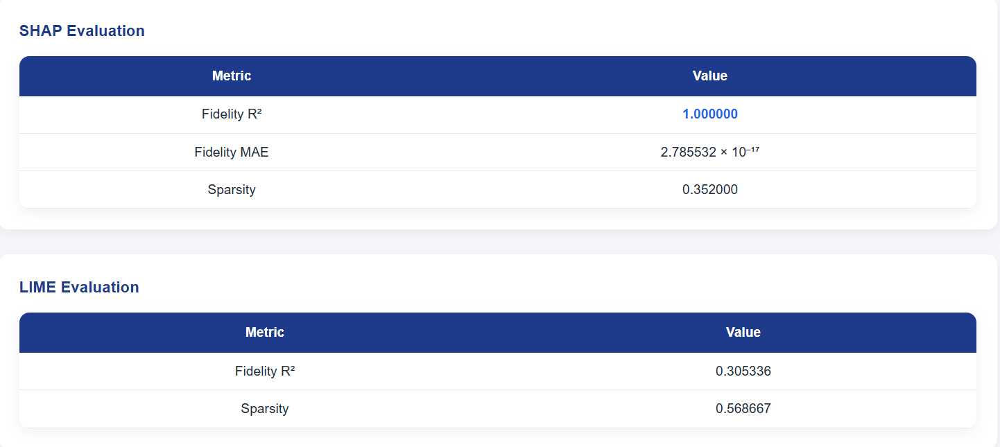 SHAP Evaluation
Metric Value
Fidelity R² 1.000000
Fidelity MAE 2.785532 × 10⁻¹⁷
Sparsity 0.352000
LIME Evaluation
Metric Value
Fidelity R² 0.305336
Sparsity 0.568667